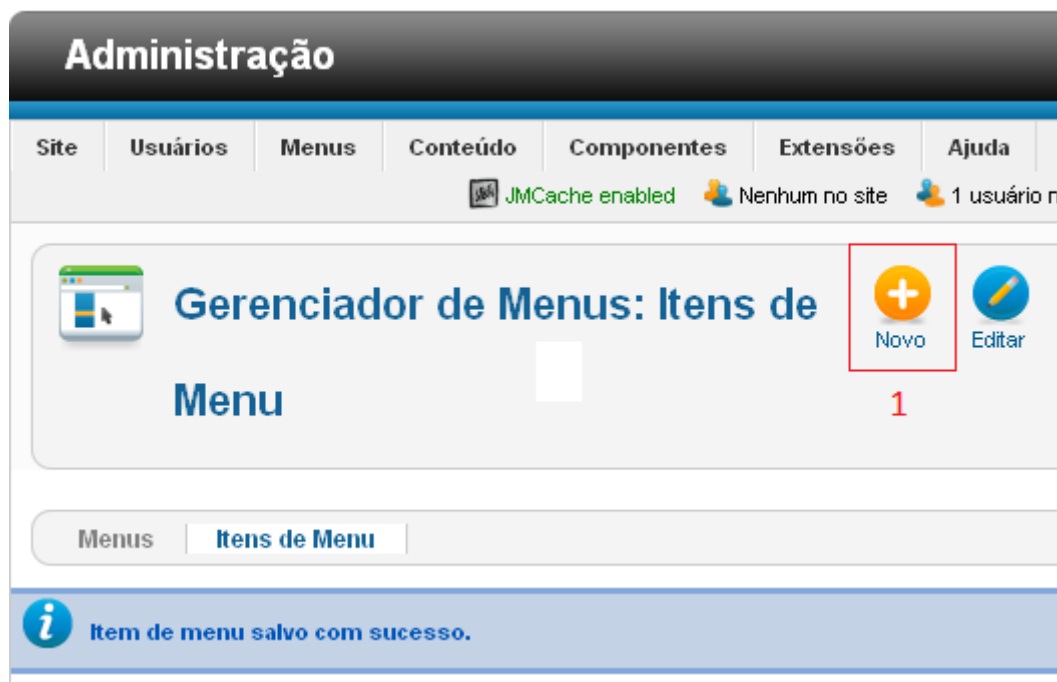 Administração
Site Usuários Menus Conteúdo Componentes Extensões Ajuda
JMCache enabled Nenhum no site 1 usuário n
Gerenciador de Menus: Itens de
Menu
Novo Editar
1
Menus Itens de Menu
Item de menu salvo com sucesso.